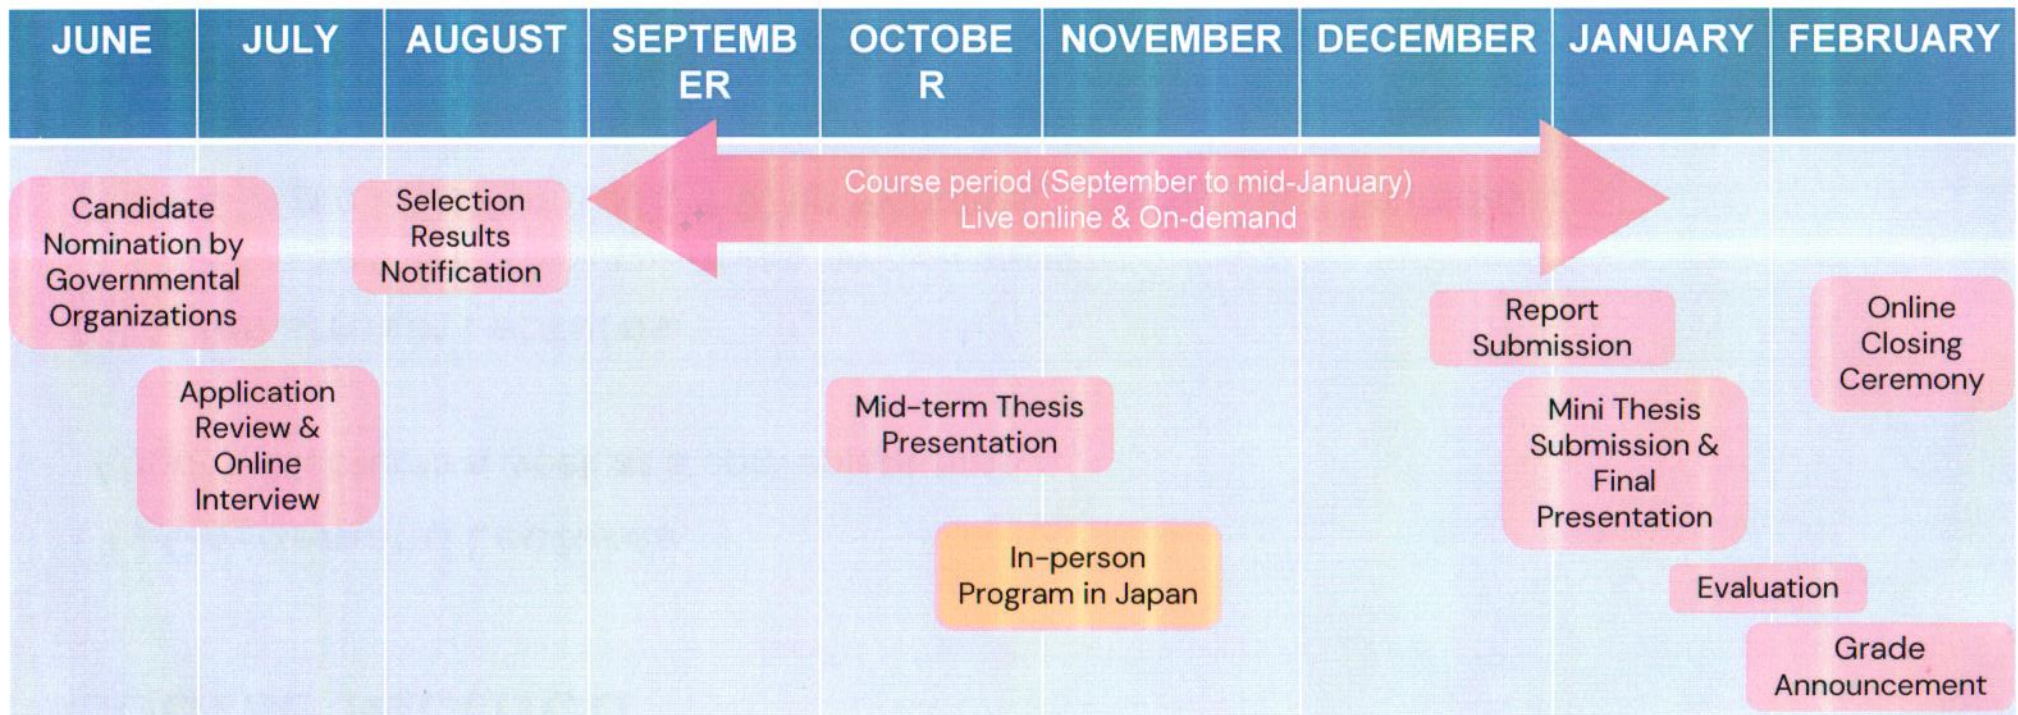 JUNE
JULY
AUGUST
SEPTEMB
ER
OCTOBE
R
NOVEMBER
DECEMBER
JANUARY
FEBRUARY
Course period (September to mid-January)
Live online & On-demand
Candidate
Nomination by
Governmental
Organizations
Selection
Results
Notification
Application
Review &
Online
Interview
Mid-term Thesis
Presentation
In-person
Program in Japan
Report
Submission
Mini Thesis
Submission &
Final
Presentation
Online
Closing
Ceremony
Evaluation
Grade
Announcement